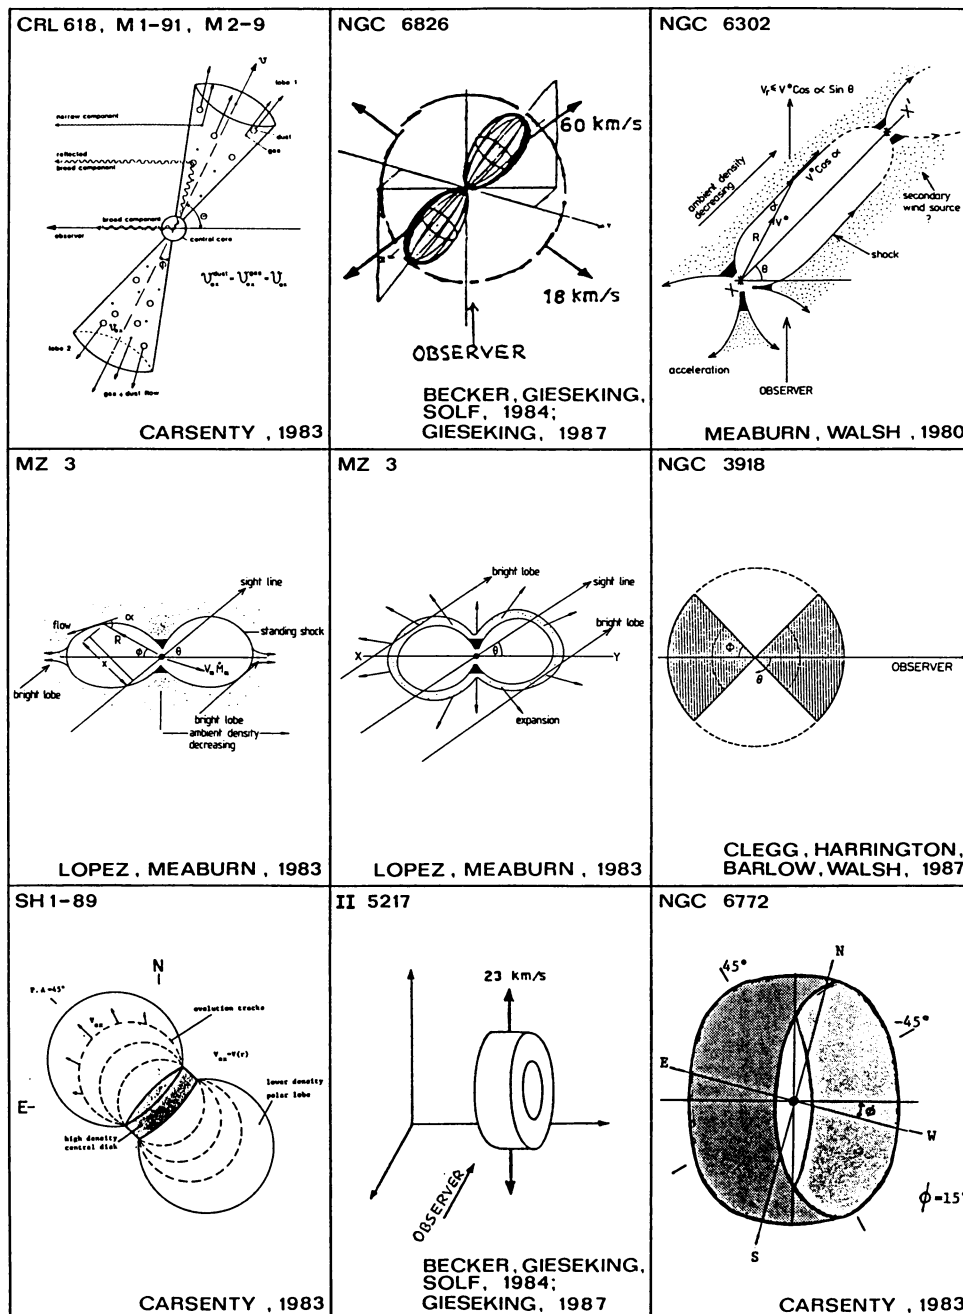 CRL 618, M 1-91, M 2-9
υ
lobe 1
narrow component
dust
gas
reflected
broad component
broad component
Θ
observer
central core
Φ
lobe 2
gas + dust flow
CARSENTY, 1983
NGC 6826
60 km/s
18 km/s
OBSERVER
BECKER, GIESEKING,
SOLF, 1984;
GIESEKING, 1987
NGC 6302
Vr ≤ V* Cos α Sin θ
X'
ambient density
decreasing
V* Cos α
α
V*
R
secondary
wind source
?
shock
θ
X
acceleration
OBSERVER
MEABURN, WALSH, 1980
MZ 3
sight line
flow
α
R
standing shock
φ
θ
x
bright lobe
bright lobe
ambient density
decreasing
LOPEZ, MEABURN, 1983
MZ 3
bright lobe
sight line
bright lobe
X
θ
Y
expansion
LOPEZ, MEABURN, 1983
NGC 3918
Φ
θ
OBSERVER
CLEGG, HARRINGTON,
BARLOW, WALSH, 1987
SH 1-89
N
P.A=45°
evolution tracks
lower density
polar lobe
E-
high density
central disk
CARSENTY, 1983
II 5217
23 km/s
OBSERVER
BECKER, GIESEKING,
SOLF, 1984;
GIESEKING, 1987
NGC 6772
N
45°
-45°
E
ϕ
W
ϕ=15°
S
CARSENTY, 1983